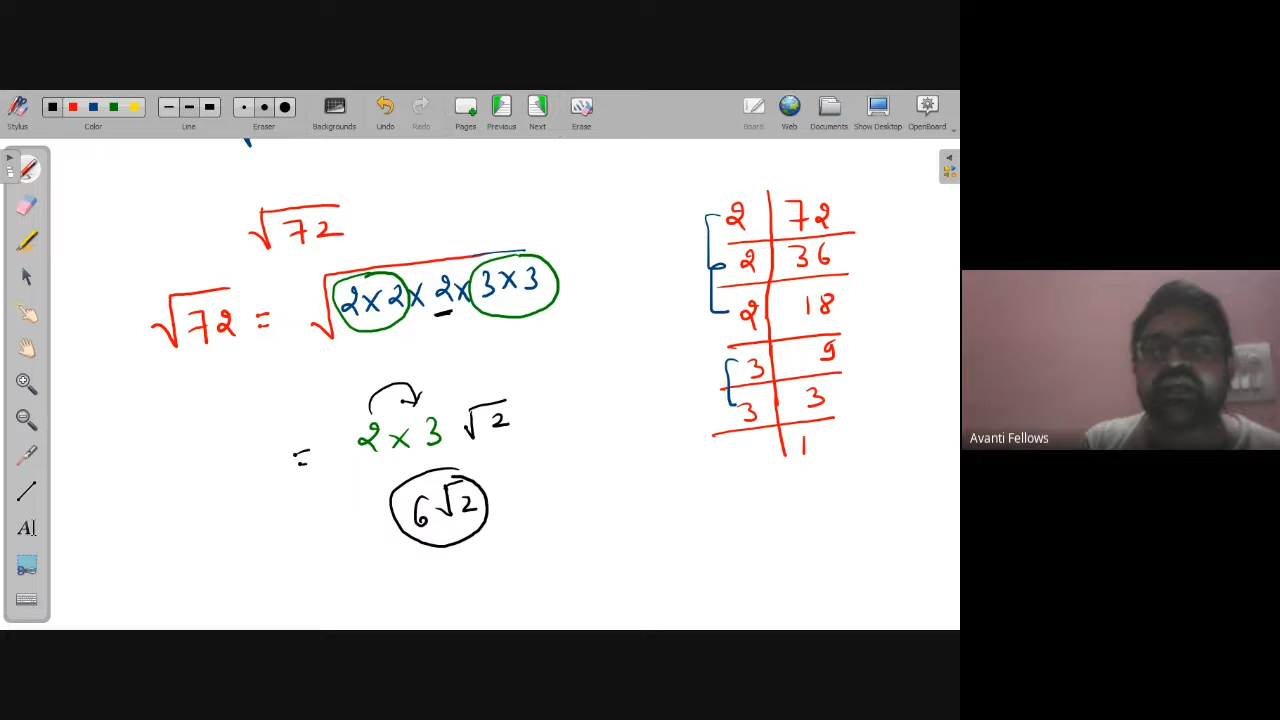 Stylus Color Line Eraser Backgrounds Undo Redo Pages Previous Next Erase Board Web Documents Show Desktop OpenBoard
√72
√72 = √2×2×2×3×3
= 2×3 √2
6√2
2 | 72
2 | 36
2 | 18
3 | 9
3 | 3
1
Avanti Fellows